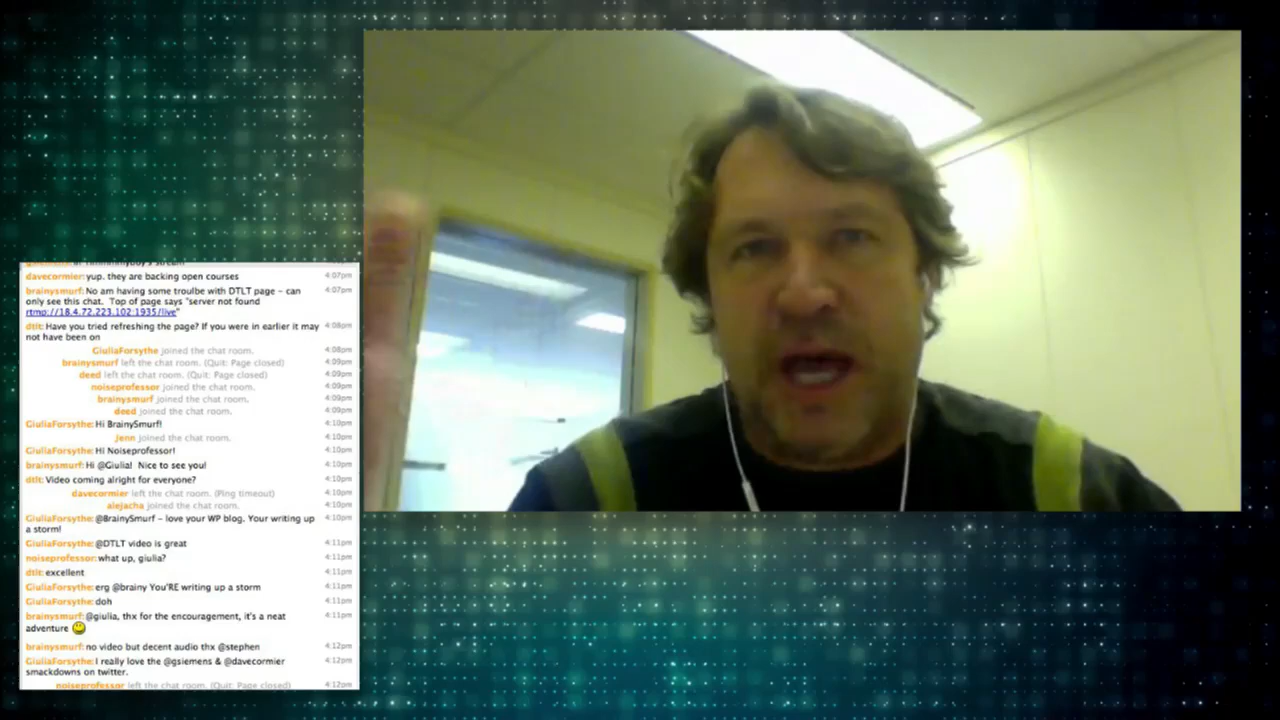 davecormier: yup. they are backing open courses 4:07pm
brainysmurf: No am having some troulbe with DTLT page - can 4:07pm
only see this chat. Top of page says "server not found
rtmp://18.4.72.223.102:1935/live"
dtlt: Have you tried refreshing the page? If you were in earlier it may 4:08pm
not have been on
GiuliaForsythe joined the chat room. 4:08pm
brainysmurf left the chat room. (Quit: Page closed) 4:09pm
deed left the chat room. (Quit: Page closed) 4:09pm
noiseprofessor joined the chat room. 4:09pm
brainysmurf joined the chat room. 4:09pm
deed joined the chat room. 4:09pm
GiuliaForsythe: Hi BrainySmurf! 4:10pm
Jenn joined the chat room. 4:10pm
GiuliaForsythe: Hi Noiseprofessor! 4:10pm
brainysmurf: Hi @Giulia! Nice to see you! 4:10pm
dtlt: Video coming alright for everyone? 4:10pm
davecormier left the chat room. (Ping timeout) 4:10pm
alejacha joined the chat room. 4:10pm
GiuliaForsythe: @BrainySmurf - love your WP blog. Your writing up 4:10pm
a storm!
GiuliaForsythe: @DTLT video is great 4:11pm
noiseprofessor: what up, giulia? 4:11pm
dtlt: excellent 4:11pm
GiuliaForsythe: erg @brainy You'RE writing up a storm 4:11pm
GiuliaForsythe: doh 4:11pm
brainysmurf: @giulia, thx for the encouragement, it's a neat 4:11pm
adventure
brainysmurf: no video but decent audio thx @stephen 4:12pm
GiuliaForsythe: I really love the @gsiemens & @davecormier 4:12pm
smackdowns on twitter.
noiseprofessor left the chat room. (Quit: Page closed) 4:12pm